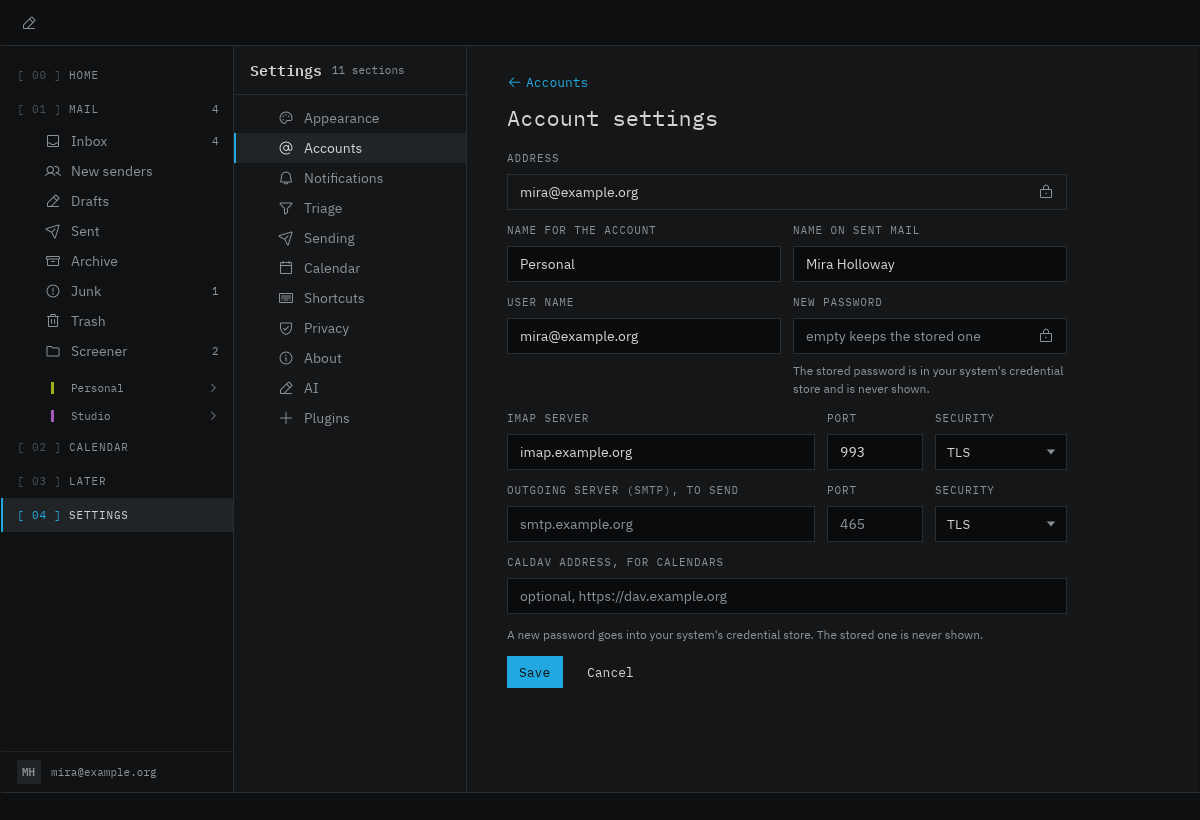 [ 00 ] HOME
[ 01 ] MAIL 4
Inbox 4
New senders
Drafts
Sent
Archive
Junk 1
Trash
Screener 2
Personal
Studio
[ 02 ] CALENDAR
[ 03 ] LATER
[ 04 ] SETTINGS
MH mira@example.org
Settings 11 sections
Appearance
Accounts
Notifications
Triage
Sending
Calendar
Shortcuts
Privacy
About
AI
Plugins
← Accounts
Account settings
ADDRESS
mira@example.org
NAME FOR THE ACCOUNT NAME ON SENT MAIL
Personal Mira Holloway
USER NAME NEW PASSWORD
mira@example.org empty keeps the stored one
The stored password is in your system's credential
store and is never shown.
IMAP SERVER PORT SECURITY
imap.example.org 993 TLS
OUTGOING SERVER (SMTP), TO SEND PORT SECURITY
smtp.example.org 465 TLS
CALDAV ADDRESS, FOR CALENDARS
optional, https://dav.example.org
A new password goes into your system's credential store. The stored one is never shown.
Save Cancel